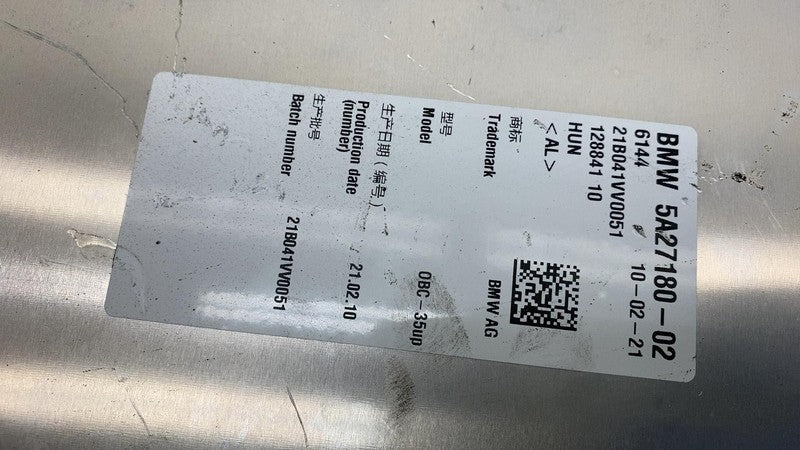 BMW 5A27180-02
6144 10-02-21
21B041VV0051
128841 10
HUN
<AL>
商标
Trademark BMW AG
型号
Model OBC-35up
生产日期(编号)
Production date 21.02.10
(number)
生产批号
Batch number 21B041VV0051